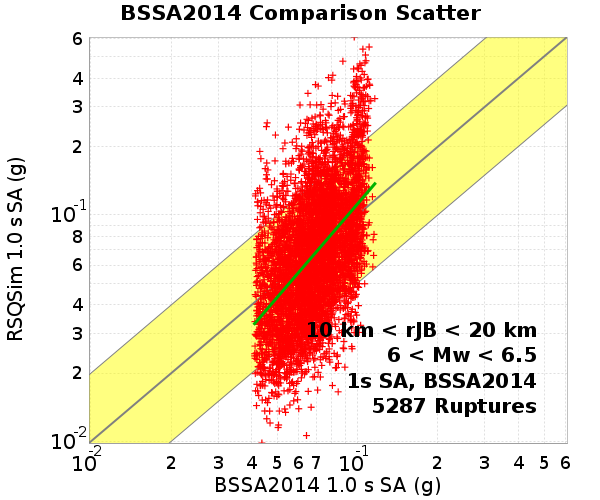 BSSA2014 Comparison Scatter
6
4
3
2
10-1
8
6
4
3
2
10-2
RSQSim 1.0 s SA (g)
10 km < rJB < 20 km
6 < Mw < 6.5
1s SA, BSSA2014
5287 Ruptures
10-2 2 3 4 5 6 7 10-1 2 3 4 5 6
BSSA2014 1.0 s SA (g)